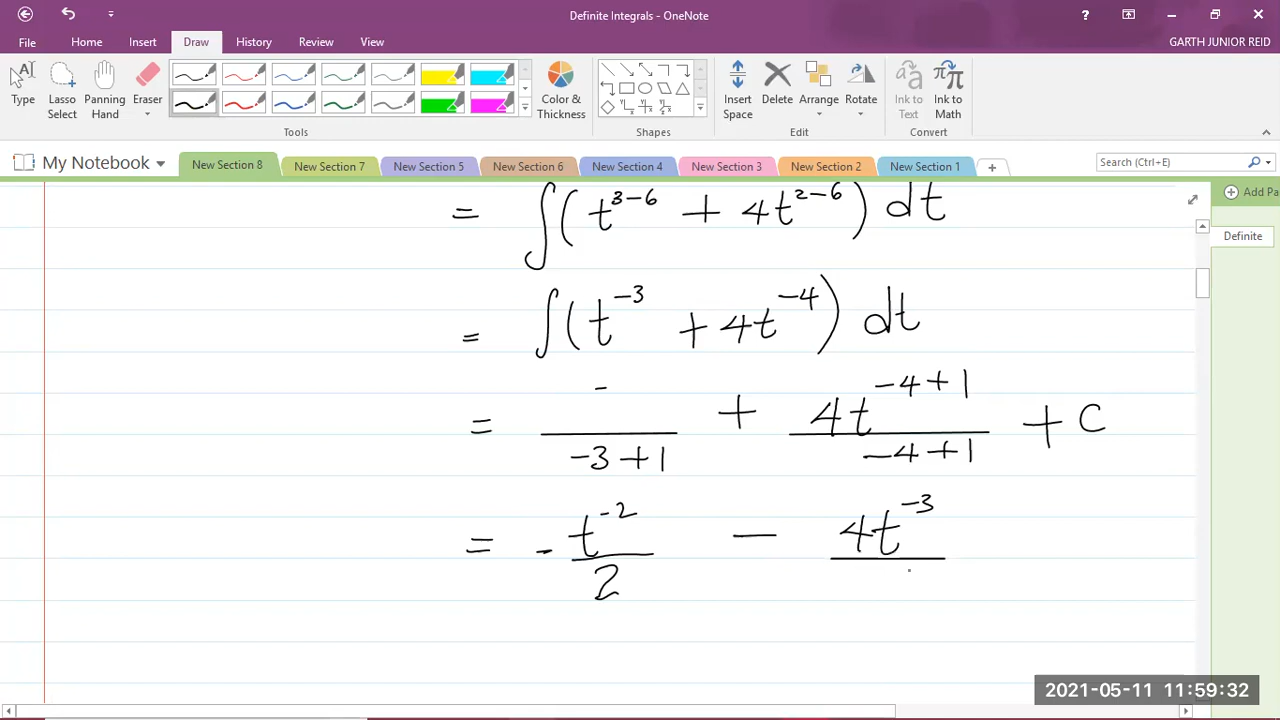 Definite Integrals - OneNote
File Home Insert Draw History Review View GARTH JUNIOR REID
Type Lasso Select Panning Hand Eraser Color & Thickness Insert Space Delete Arrange Rotate Ink to Text Ink to Math
Tools Shapes Edit Convert
My Notebook New Section 8 New Section 7 New Section 5 New Section 6 New Section 4 New Section 3 New Section 2 New Section 1 Search (Ctrl+E)
Add Pa
Definite
= ∫(t^{3-6} + 4t^{2-6}) dt
= ∫(t^{-3} + 4t^{-4}) dt
= -/(-3+1) + 4t^{-4+1}/(-4+1) + C
= - t^{-2}/2 - 4t^{-3}/
2021-05-11 11:59:32